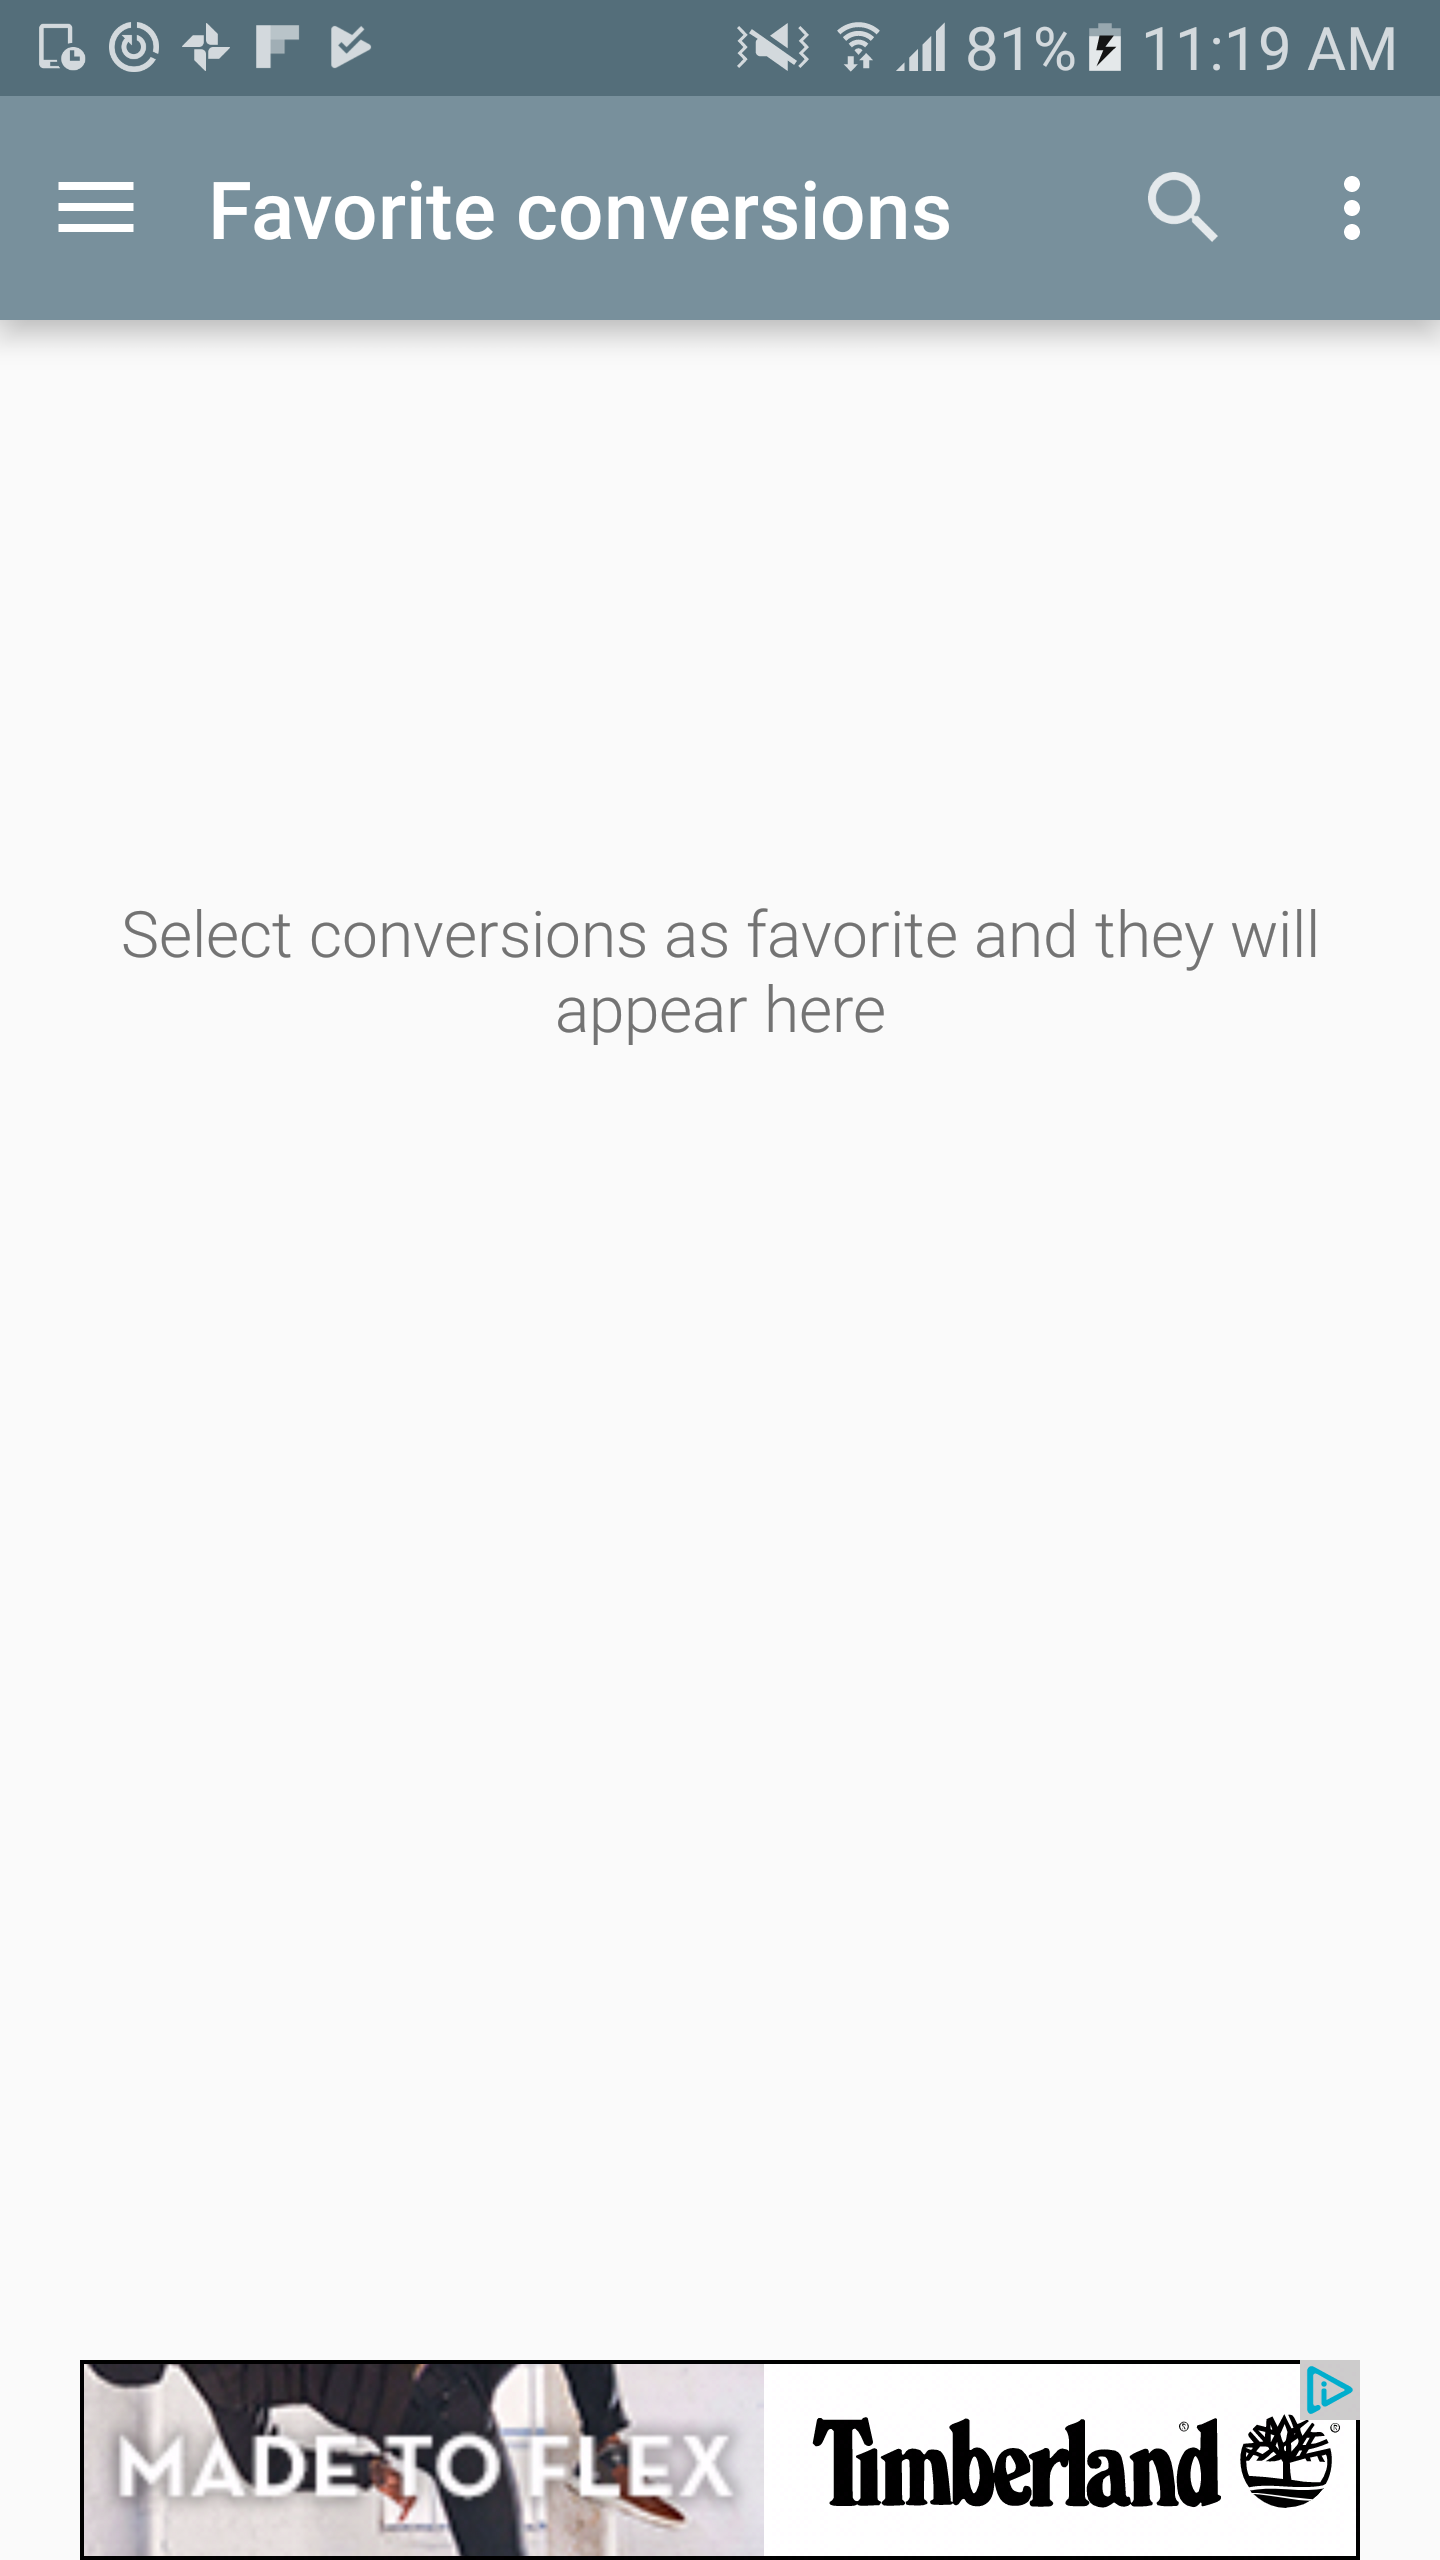 81% 11:19 AM
Favorite conversions
Select conversions as favorite and they will
appear here
MADE TO FLEX
Timberland